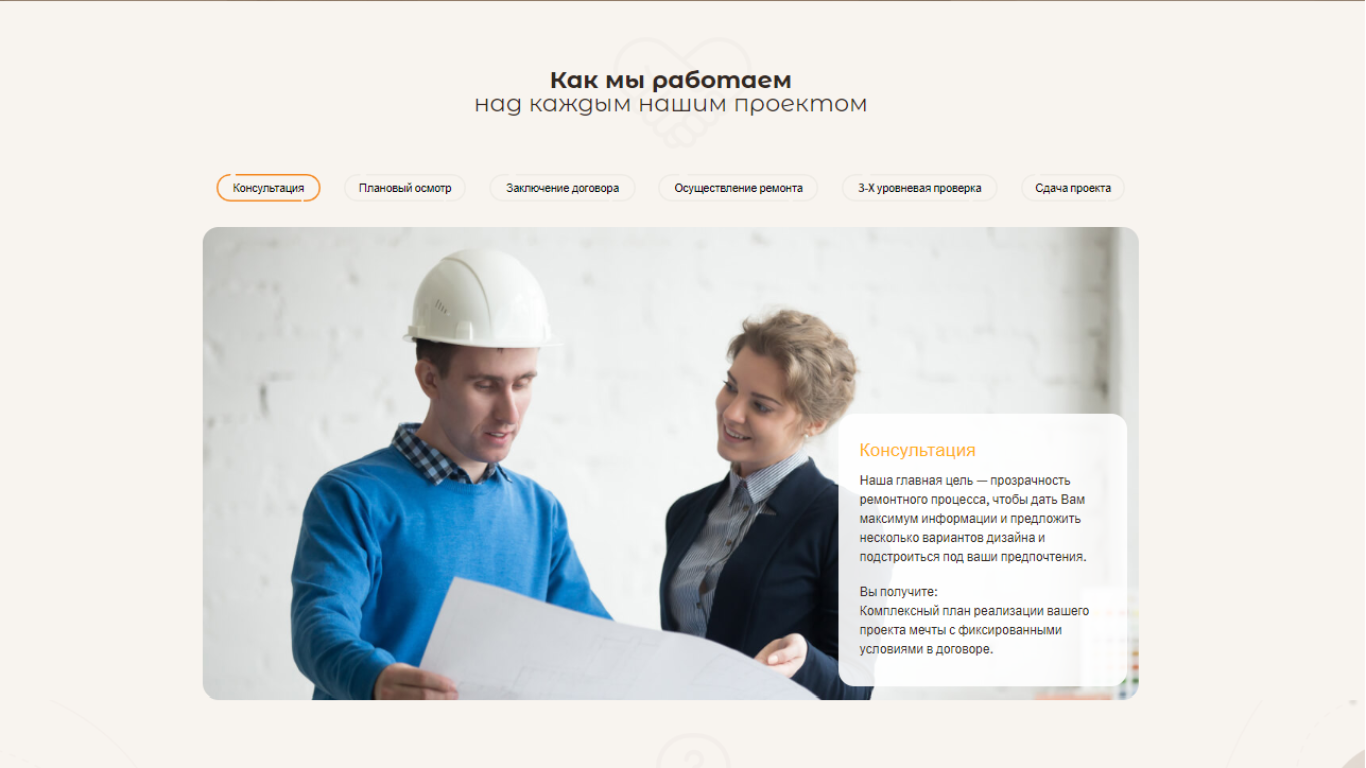 Как мы работаем
над каждым нашим проектом
Консультация
Плановый осмотр
Заключение договора
Осуществление ремонта
3-Х уровневая проверка
Сдача проекта
Консультация
Наша главная цель — прозрачность
ремонтного процесса, чтобы дать Вам
максимум информации и предложить
несколько вариантов дизайна и
подстроиться под ваши предпочтения.
Вы получите:
Комплексный план реализации вашего
проекта мечты с фиксированными
условиями в договоре.